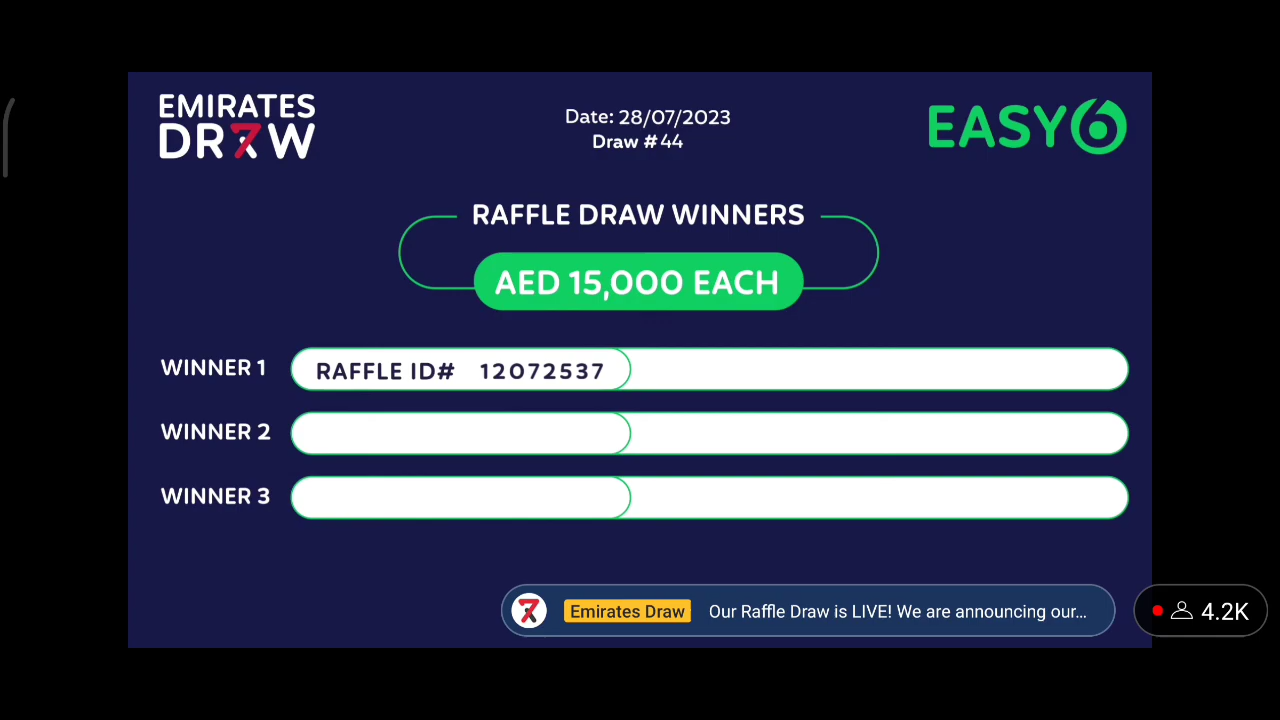 EMIRATES
DRAW
Date: 28/07/2023
Draw #44
EASY6
RAFFLE DRAW WINNERS
AED 15,000 EACH
WINNER 1 RAFFLE ID# 12072537
WINNER 2
WINNER 3
Emirates Draw Our Raffle Draw is LIVE! We are announcing our...
4.2K